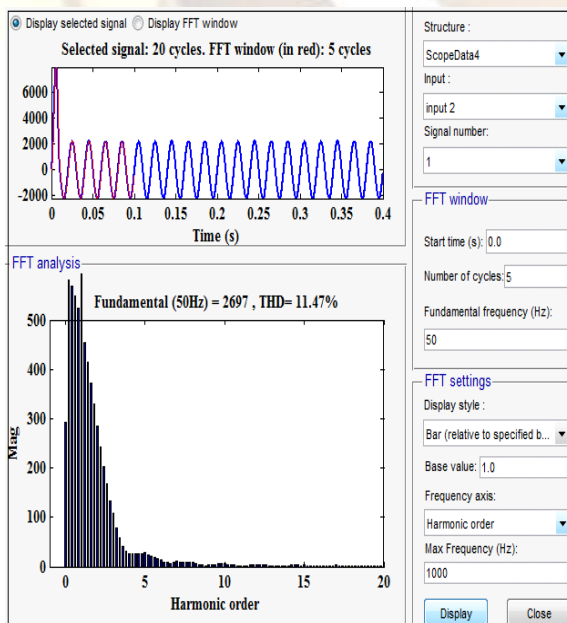 Display selected signal Display FFT window
Selected signal: 20 cycles. FFT window (in red): 5 cycles
6000
4000
2000
0
-2000
0 0.05 0.1 0.15 0.2 0.25 0.3 0.35 0.4
Time (s)
FFT analysis
Fundamental (50Hz) = 2697 , THD= 11.47%
500
400
300
200
100
0
Mag
0 5 10 15 20
Harmonic order
Structure :
ScopeData4
Input :
input 2
Signal number:
1
FFT window
Start time (s): 0.0
Number of cycles: 5
Fundamental frequency (Hz):
50
FFT settings
Display style :
Bar (relative to specified b...
Base value: 1.0
Frequency axis:
Harmonic order
Max Frequency (Hz):
1000
Display Close